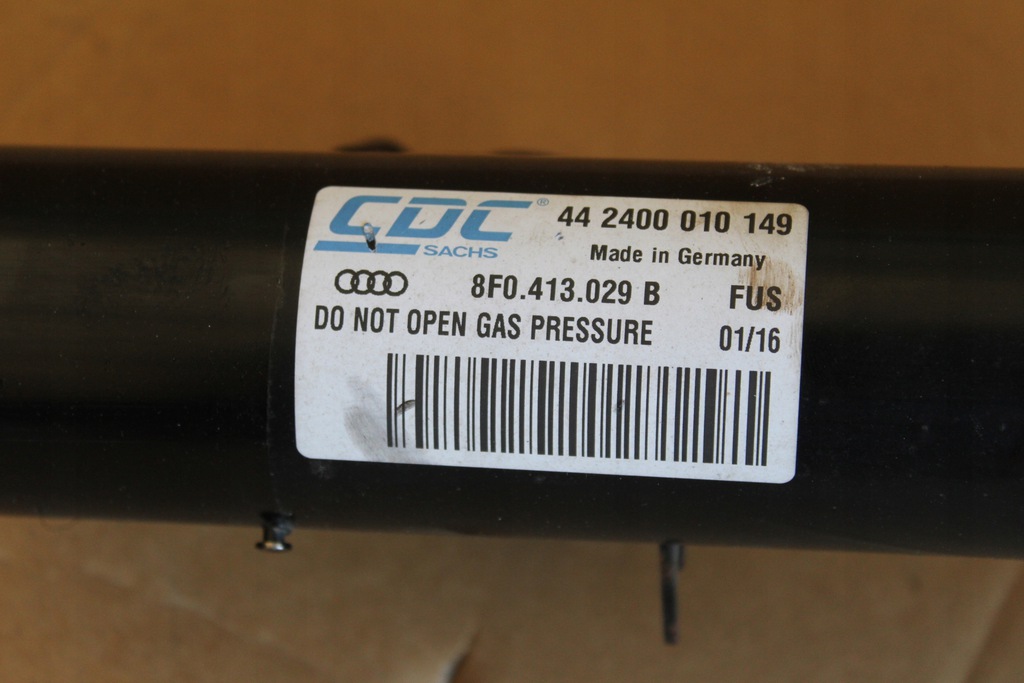 CDC® 44 2400 010 149
SACHS Made in Germany
8F0.413.029 B FUS
DO NOT OPEN GAS PRESSURE 01/16